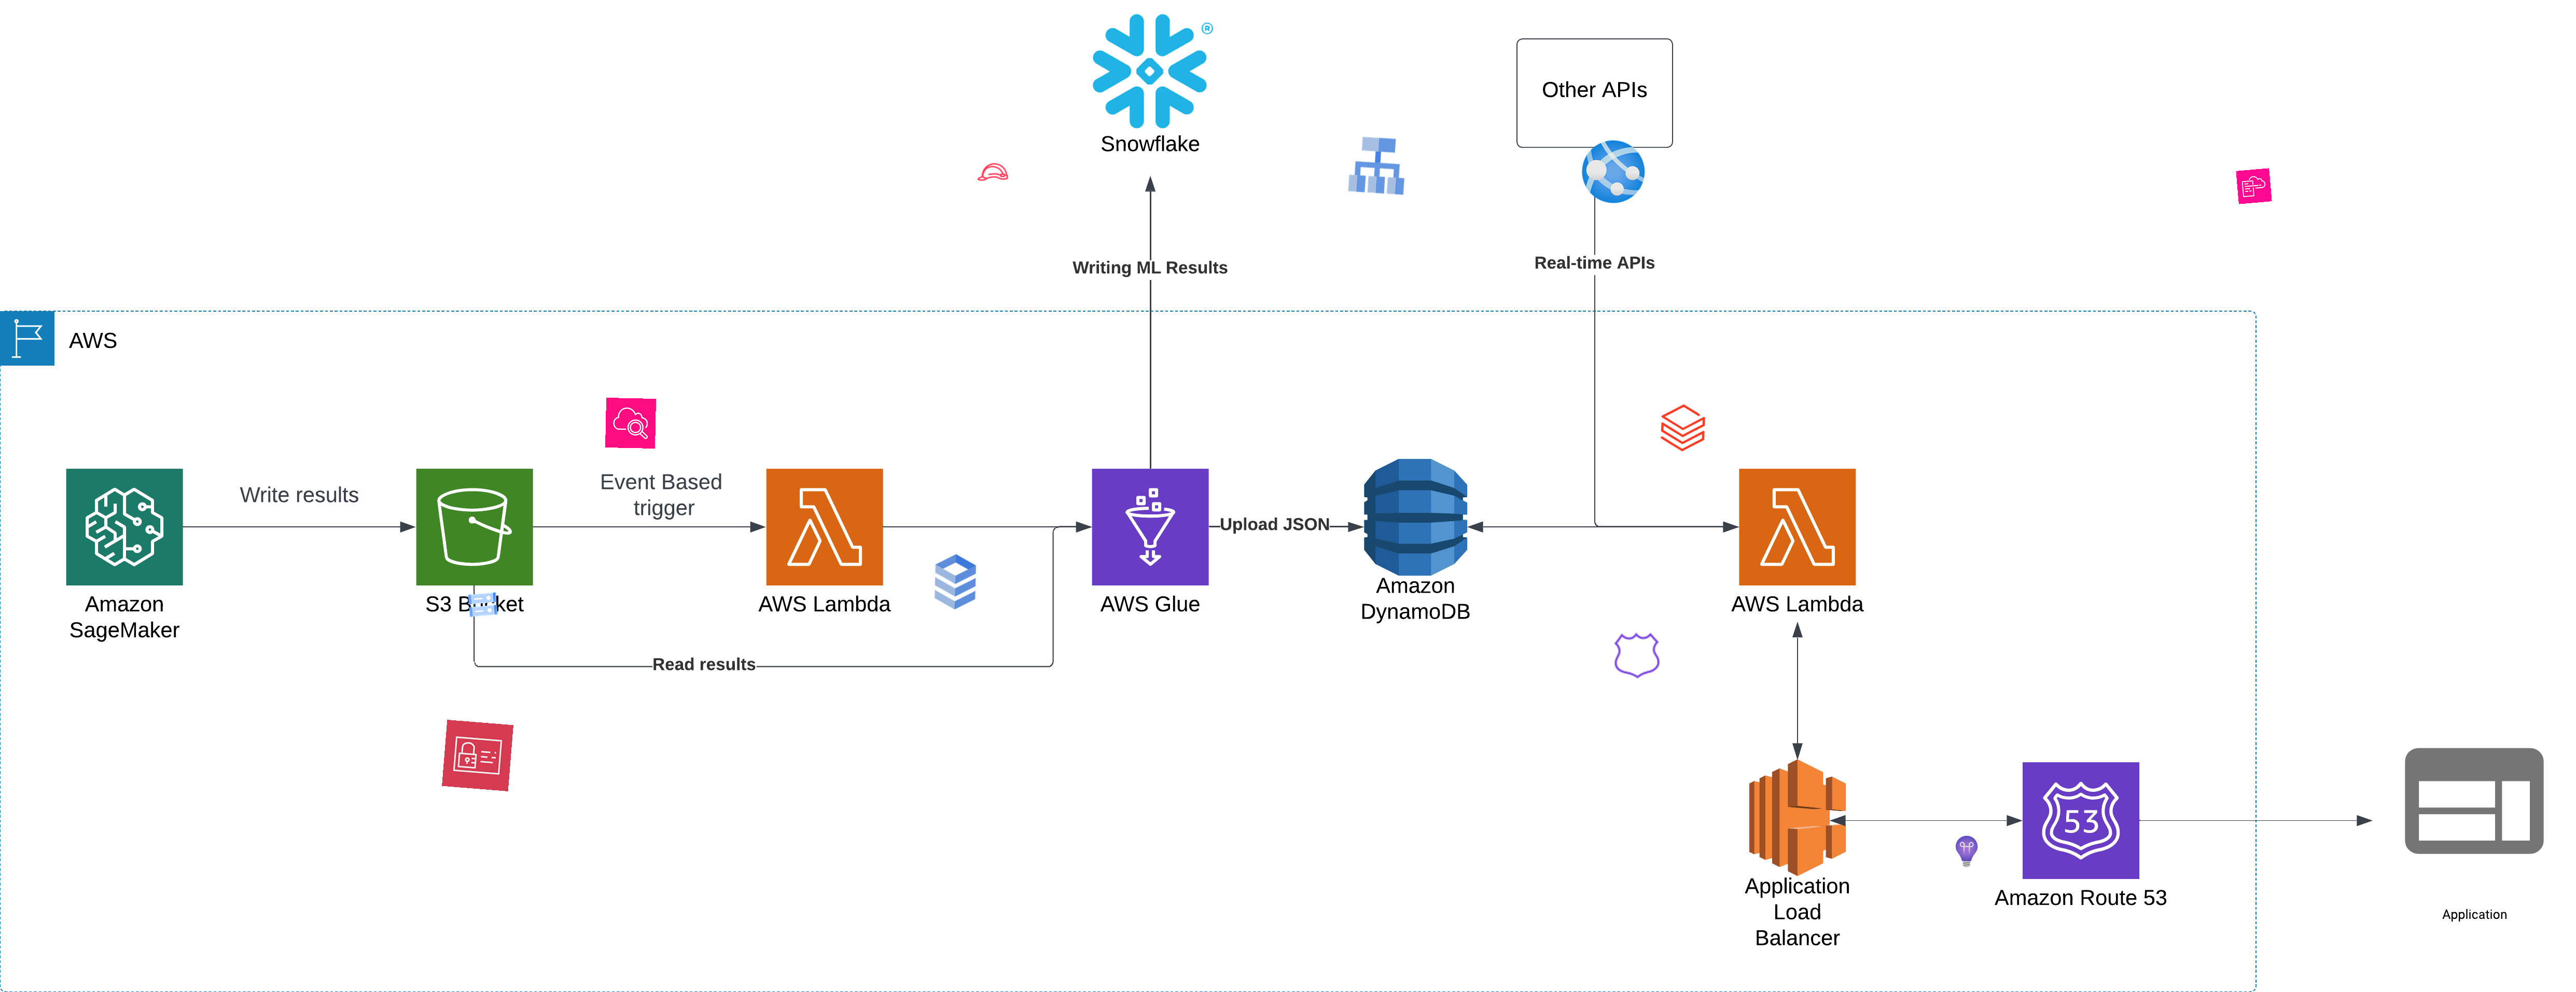 ®
Snowflake
Other APIs
Writing ML Results
Real-time APIs
AWS
Write results
Event Based
trigger
Upload JSON
Amazon
SageMaker
S3 Bucket
AWS Lambda
AWS Glue
Amazon
DynamoDB
AWS Lambda
Read results
53
Application
Load
Balancer
Amazon Route 53
Application